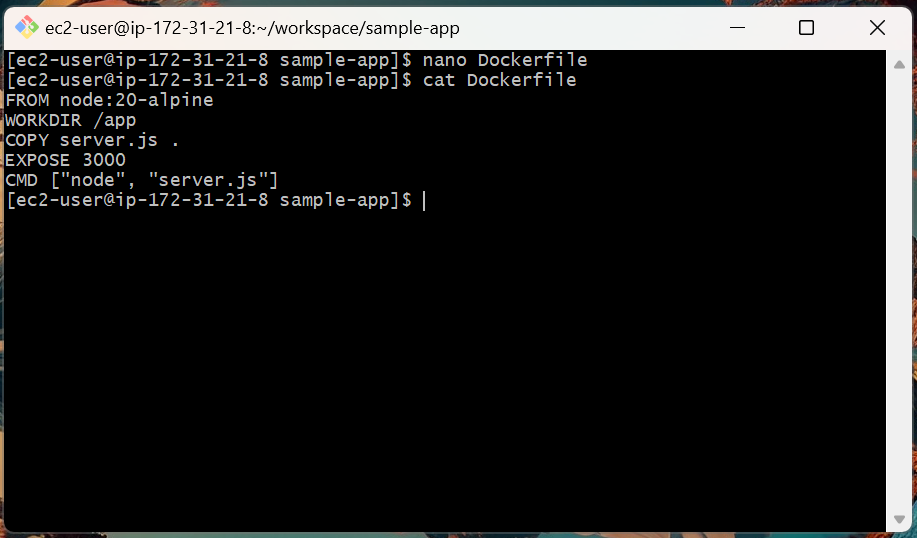 ec2-user@ip-172-31-21-8:~/workspace/sample-app
[ec2-user@ip-172-31-21-8 sample-app]$ nano Dockerfile
[ec2-user@ip-172-31-21-8 sample-app]$ cat Dockerfile
FROM node:20-alpine
WORKDIR /app
COPY server.js .
EXPOSE 3000
CMD ["node", "server.js"]
[ec2-user@ip-172-31-21-8 sample-app]$